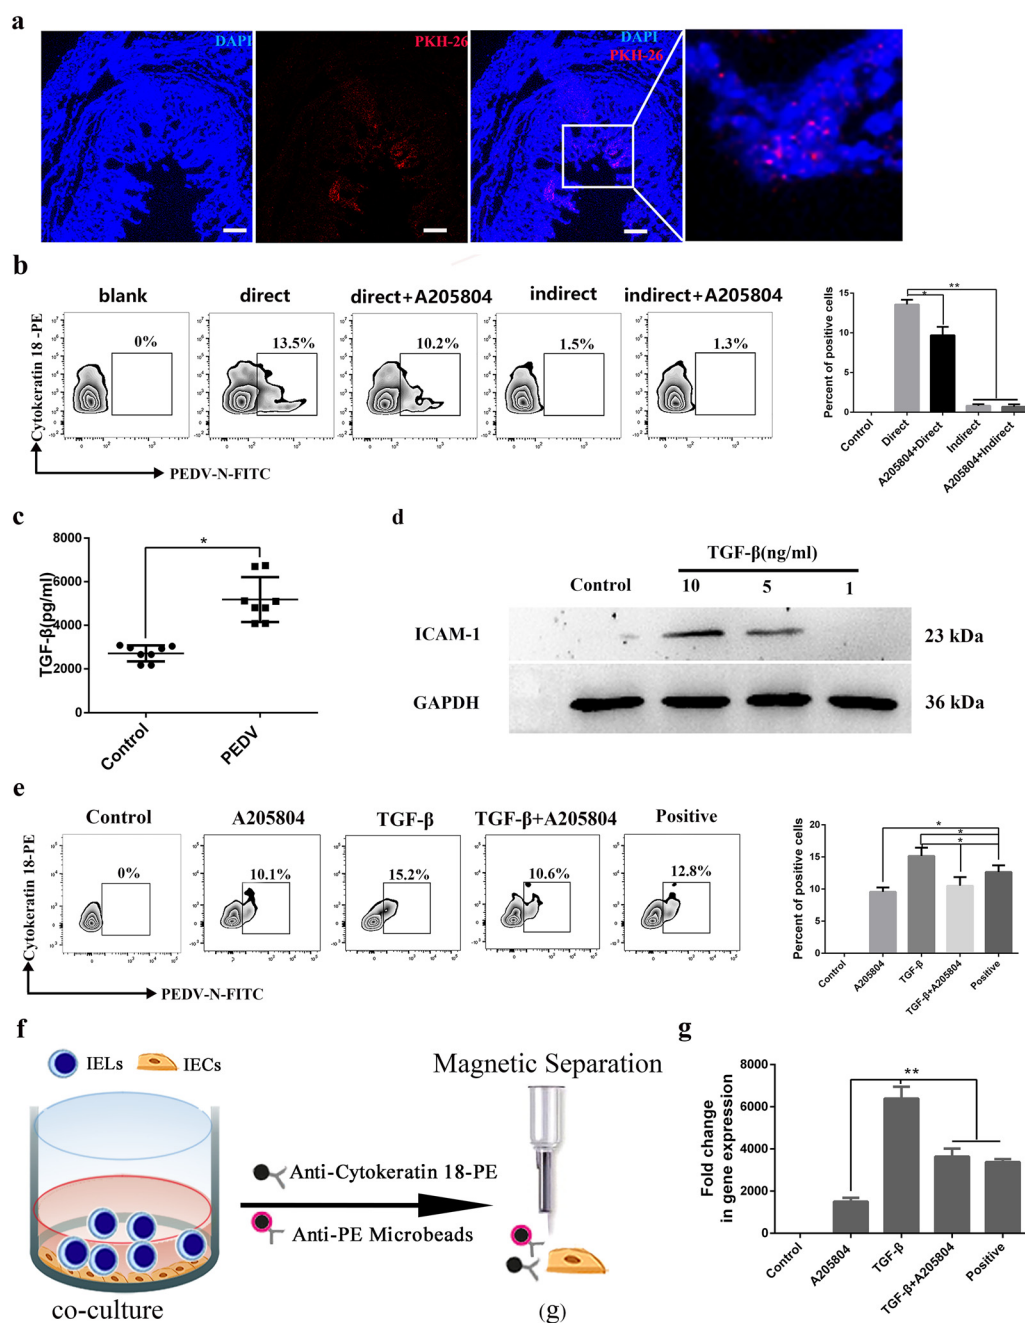 a
DAPI
PKH-26
DAPI
PKH-26
b
blank
direct
direct+A205804
indirect
indirect+A205804
0%
13.5%
10.2%
1.5%
1.3%
Cytokeratin 18 -PE
PEDV-N-FITC
Percent of positive cells
15
10
5
0
*
**
Control
Direct
A205804+Direct
Indirect
A205804+Indirect
c
TGF-β(pg/ml)
8000
6000
4000
2000
0
*
Control
PEDV
d
TGF-β(ng/ml)
Control
10
5
1
ICAM-1
23 kDa
GAPDH
36 kDa
e
Control
A205804
TGF-β
TGF-β+A205804
Positive
0%
10.1%
15.2%
10.6%
12.8%
Cytokeratin 18-PE
PEDV-N-FITC
Percent of positive cells
20
15
10
5
0
*
*
*
Control
A205804
TGF-β
TGF-β+A205804
Positive
f
IELs
IECs
Magnetic Separation
Anti-Cytokeratin 18-PE
Anti-PE Microbeads
co-culture
(g)
g
Fold change
in gene expression
8000
6000
4000
2000
0
**
Control
A205804
TGF-β
TGF-β+A205804
Positive